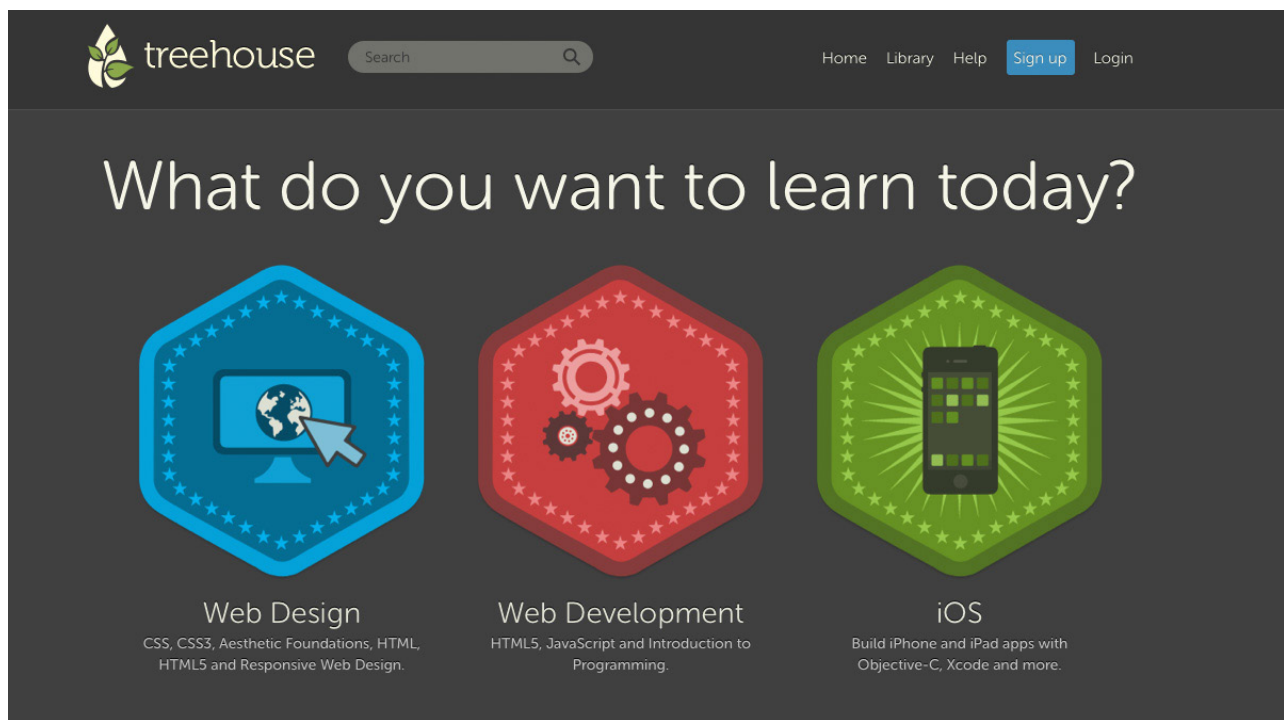 treehouse
Search
Home Library Help Sign up Login
What do you want to learn today?
Web Design
CSS, CSS3, Aesthetic Foundations, HTML,
HTML5 and Responsive Web Design.
Web Development
HTML5, JavaScript and Introduction to
Programming.
iOS
Build iPhone and iPad apps with
Objective-C, Xcode and more.